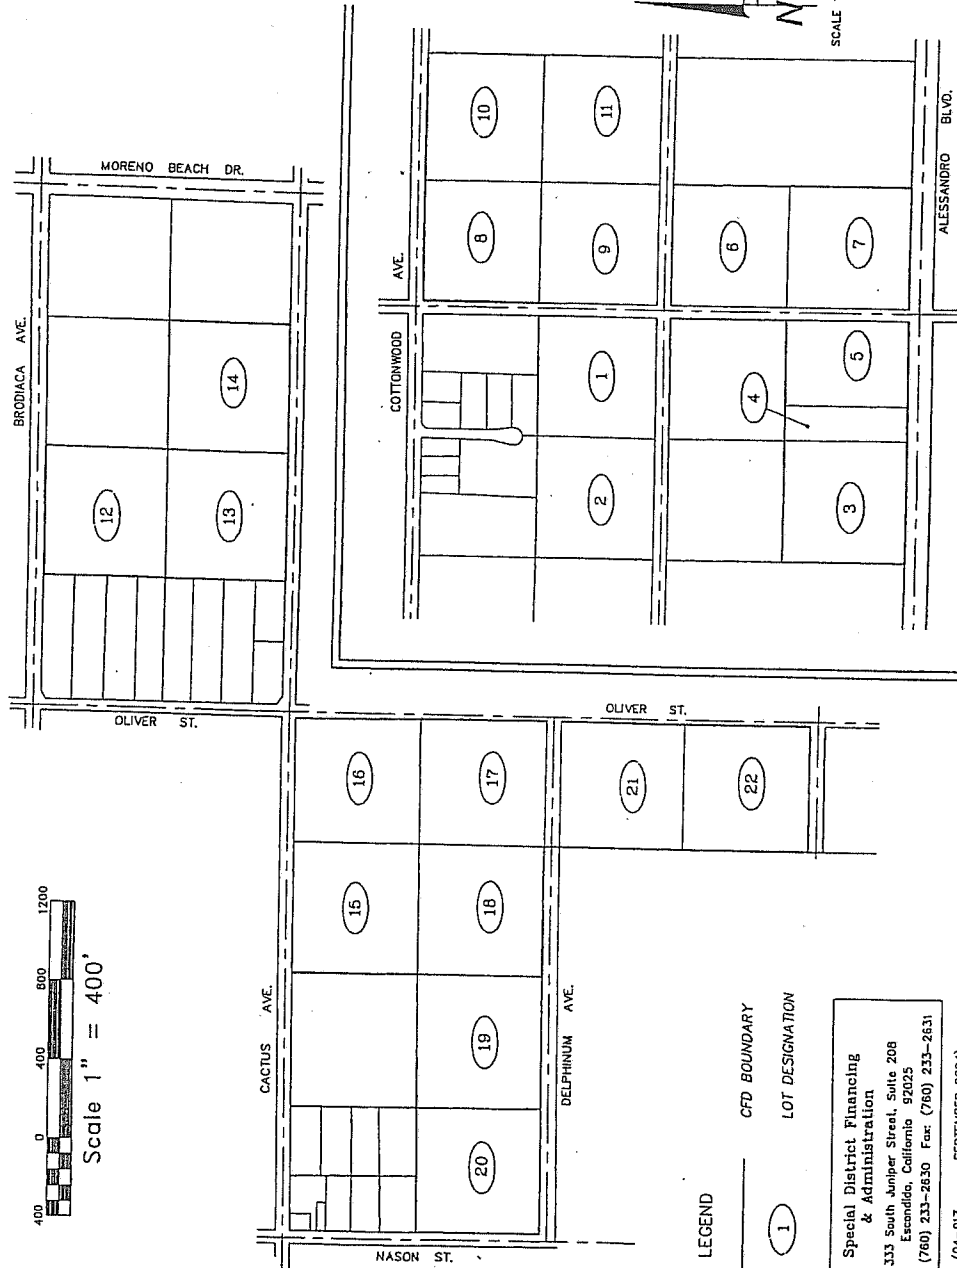 BRODIACA AVE.
MORENO BEACH DR.
12
13
14
OLIVER ST.
400 0 400 800 1200
Scale 1" = 400'
CACTUS AVE.
15
16
17
18
19
20
NASON ST.
DELPHINUM AVE.
OLIVER ST.
21
22
COTTONWOOD AVE.
8
10
9
11
1
2
6
7
4
5
3
ALESSANDRO BLVD.
N
SCALE
LEGEND
CFD BOUNDARY
1
LOT DESIGNATION
Special District Financing
& Administration
333 South Juniper Street, Suite 208
Escondido, California 92025
(760) 233-2630 Fax: (760) 233-2631